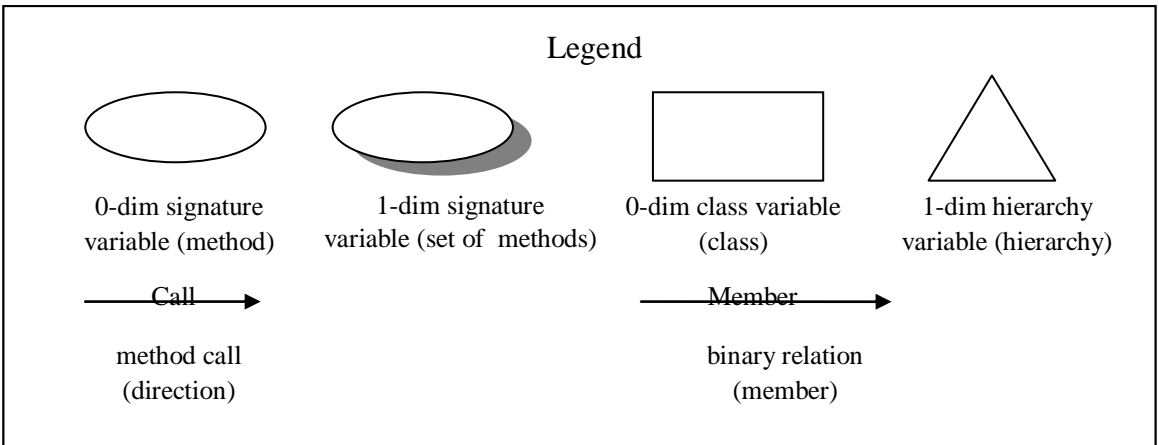 Legend
0-dim signature
variable (method)
1-dim signature
variable (set of methods)
0-dim class variable
(class)
1-dim hierarchy
variable (hierarchy)
Call
Member
method call
(direction)
binary relation
(member)